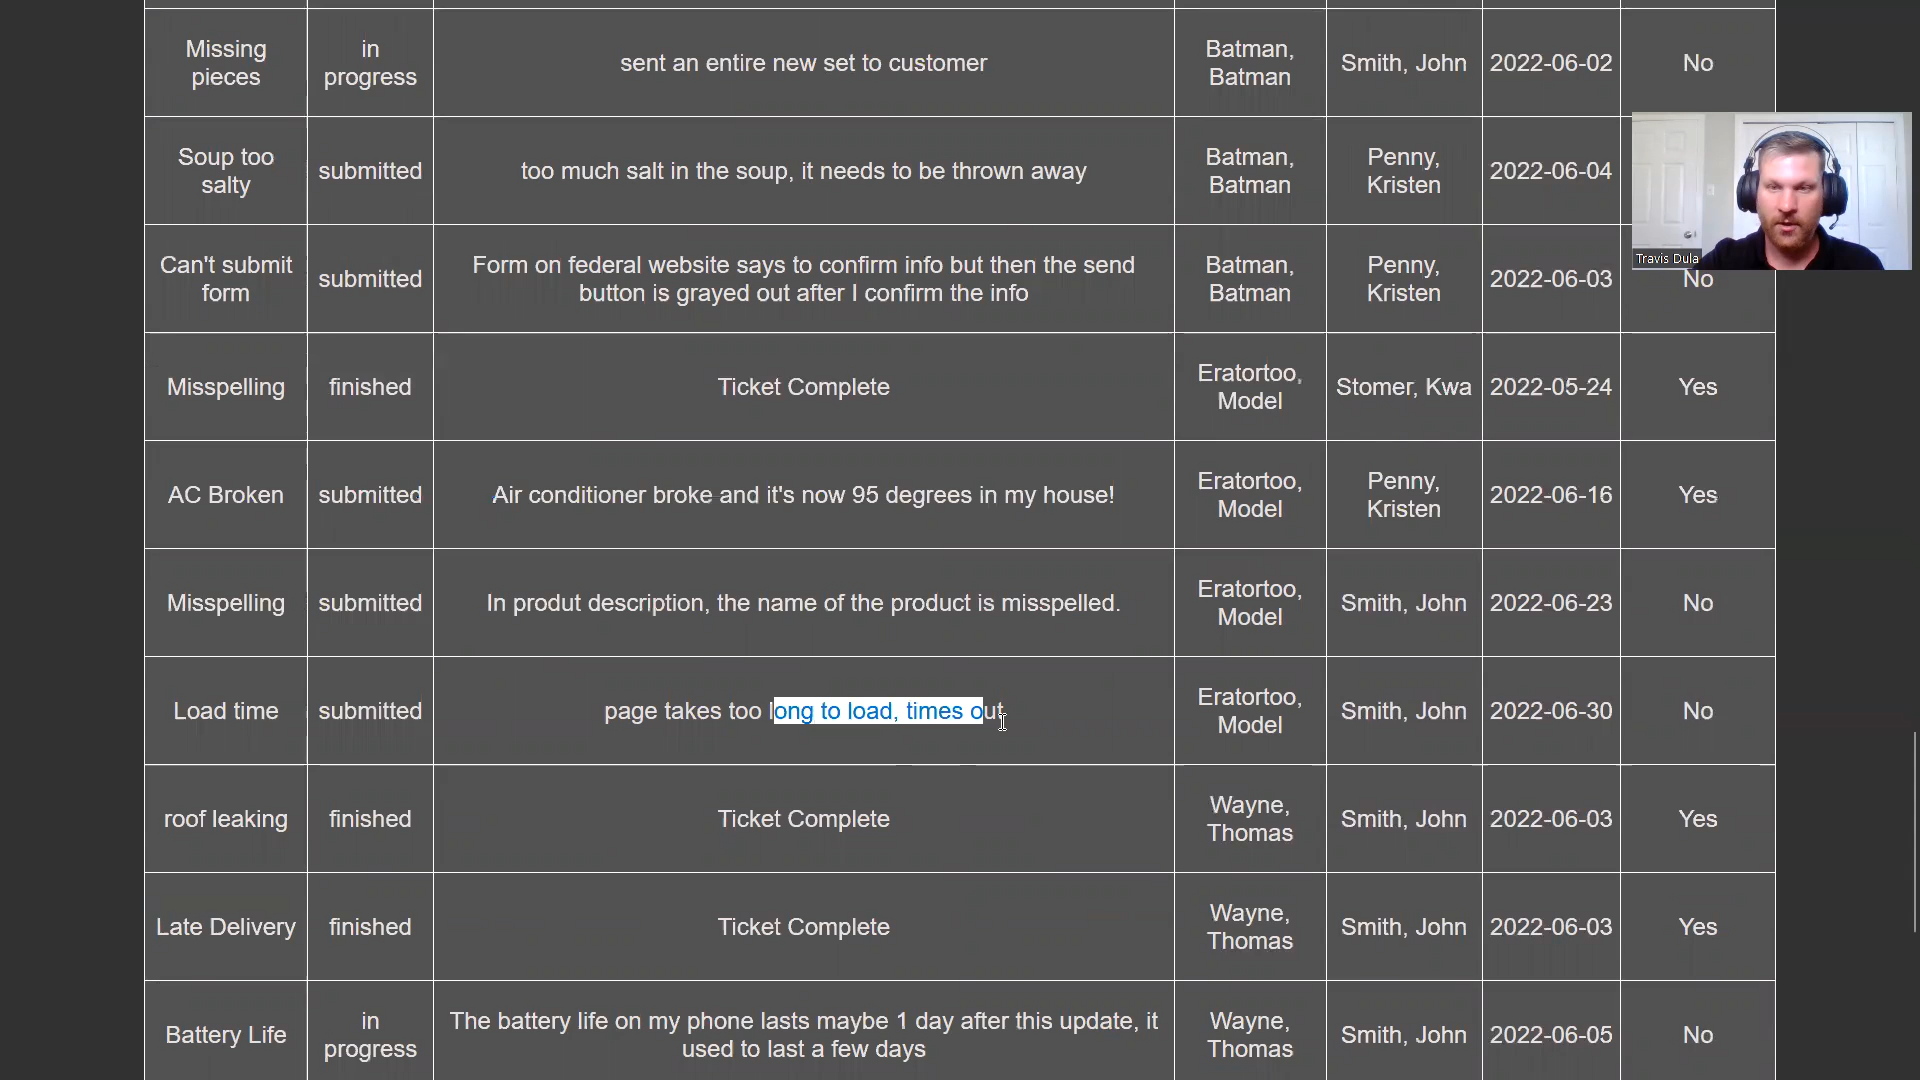 Missing
pieces
in
progress
sent an entire new set to customer
Batman,
Batman
Smith, John
2022-06-02
No
Soup too
salty
submitted
too much salt in the soup, it needs to be thrown away
Batman,
Batman
Penny,
Kristen
2022-06-04
Can't submit
form
submitted
Form on federal website says to confirm info but then the send
button is grayed out after I confirm the info
Batman,
Batman
Penny,
Kristen
2022-06-03
No
Travis Dula
Misspelling
finished
Ticket Complete
Eratortoo,
Model
Stomer, Kwa
2022-05-24
Yes
AC Broken
submitted
Air conditioner broke and it's now 95 degrees in my house!
Eratortoo,
Model
Penny,
Kristen
2022-06-16
Yes
Misspelling
submitted
In produt description, the name of the product is misspelled.
Eratortoo,
Model
Smith, John
2022-06-23
No
Load time
submitted
page takes too long to load, times out
Eratortoo,
Model
Smith, John
2022-06-30
No
roof leaking
finished
Ticket Complete
Wayne,
Thomas
Smith, John
2022-06-03
Yes
Late Delivery
finished
Ticket Complete
Wayne,
Thomas
Smith, John
2022-06-03
Yes
Battery Life
in
progress
The battery life on my phone lasts maybe 1 day after this update, it
used to last a few days
Wayne,
Thomas
Smith, John
2022-06-05
No